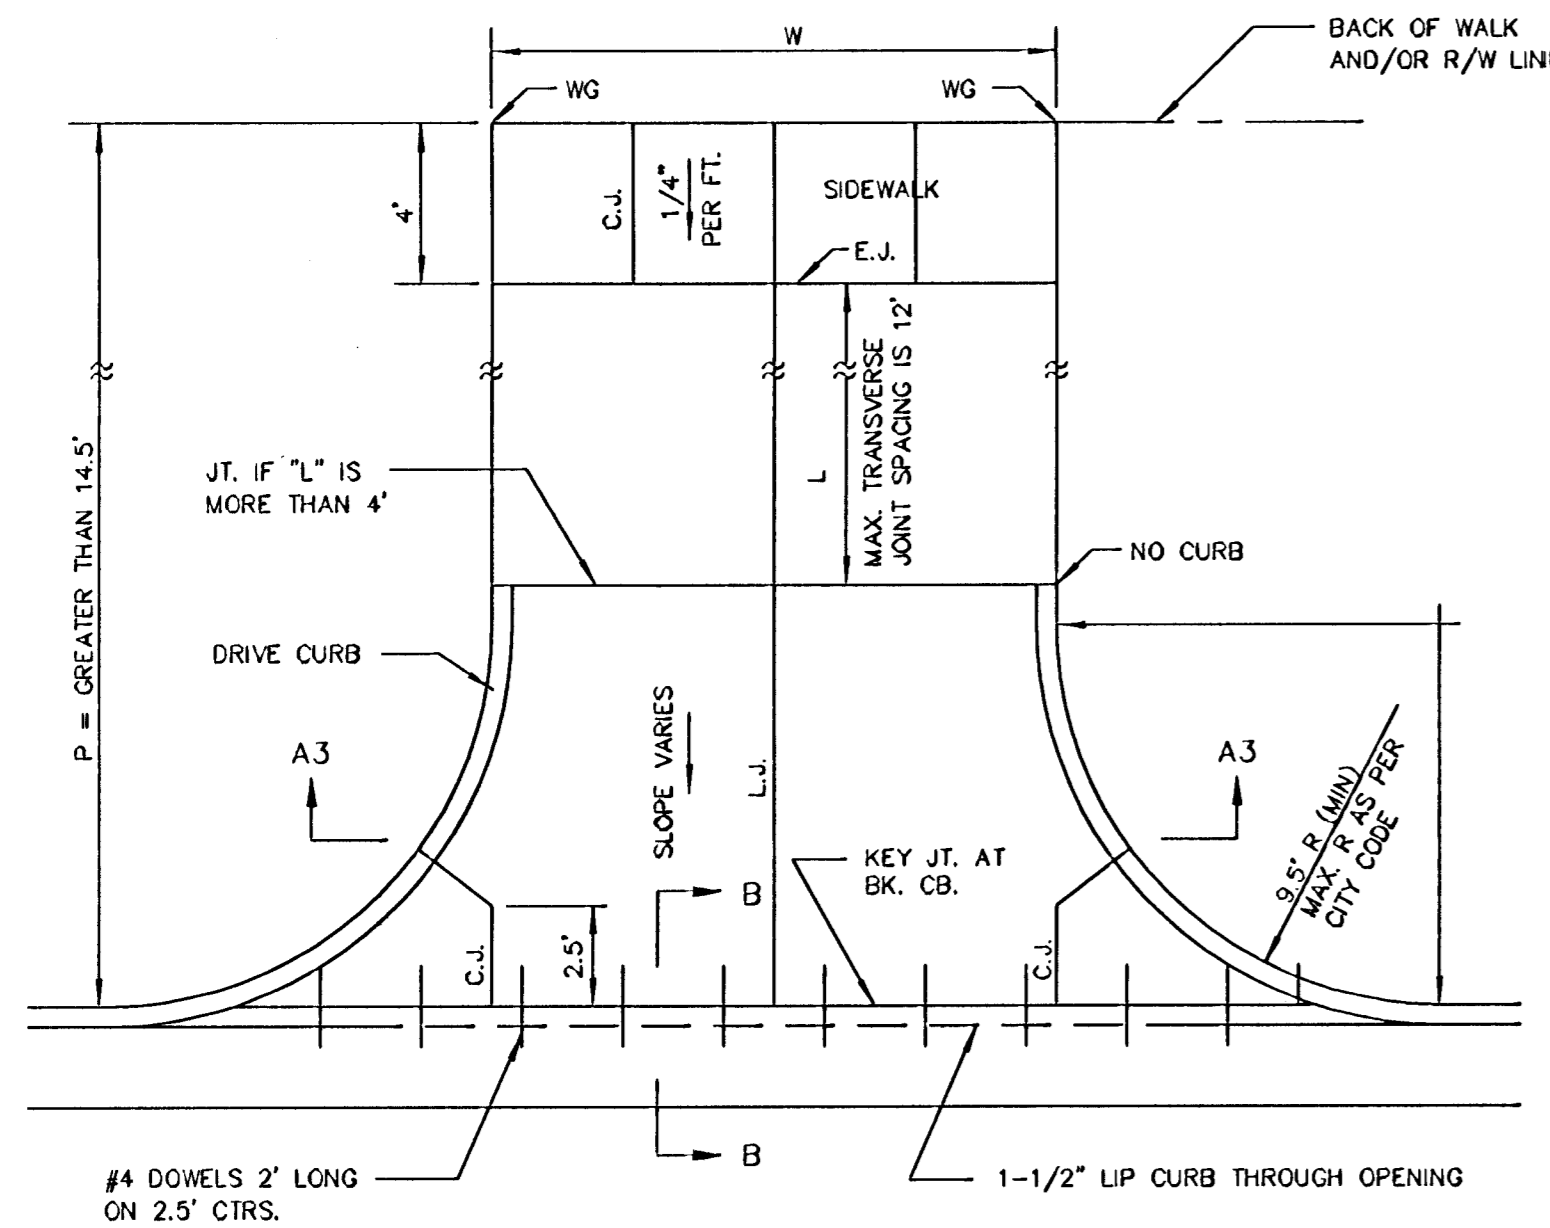 W
BACK OF WALK
AND/OR R/W
WG
WG
4'
C.J.
1/4"
PER FT.
SIDEWALK
E.J.
P = GREATER THAN 14.5'
JT. IF "L" IS
MORE THAN 4'
L
MAX. TRANSVERSE
JOINT SPACING IS 12'
NO CURB
DRIVE CURB
A3
SLOPE VARIES
L.J.
A3
9.5' R (MIN)
MAX. R AS PER
CITY CODE
KEY JT. AT
BK. CB.
B
C.J.
2.5'
C.J.
B
#4 DOWELS 2' LONG
ON 2.5' CTRS.
1-1/2" LIP CURB THROUGH OPENING